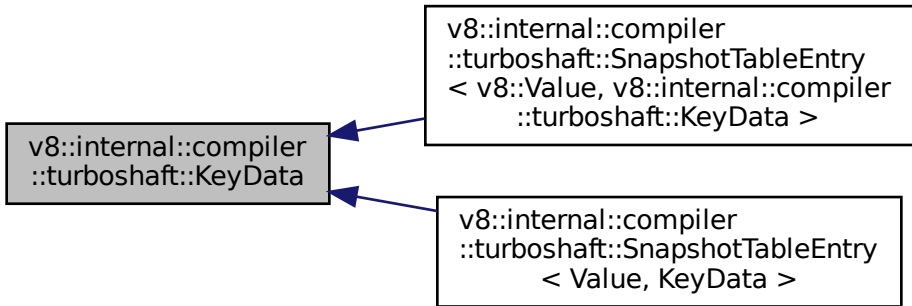 v8::internal::compiler
::turboshaft::SnapshotTableEntry
< v8::Value, v8::internal::compiler
::turboshaft::KeyData >
v8::internal::compiler
::turboshaft::KeyData
v8::internal::compiler
::turboshaft::SnapshotTableEntry
< Value, KeyData >